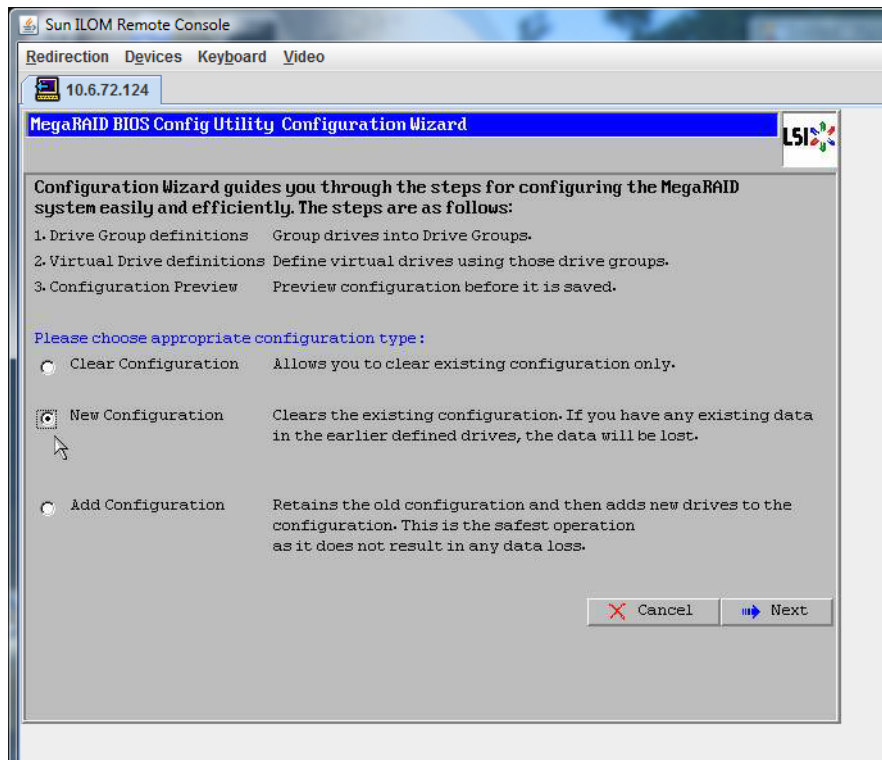 Sun ILOM Remote Console
Redirection Devices Keyboard Video
10.6.72.124
MegaRAID BIOS Config Utility Configuration Wizard
LSI
Configuration Wizard guides you through the steps for configuring the MegaRAID
system easily and efficiently. The steps are as follows:
1. Drive Group definitions Group drives into Drive Groups.
2. Virtual Drive definitions Define virtual drives using those drive groups.
3. Configuration Preview Preview configuration before it is saved.
Please choose appropriate configuration type:
Clear Configuration Allows you to clear existing configuration only.
New Configuration Clears the existing configuration. If you have any existing data
in the earlier defined drives, the data will be lost.
Add Configuration Retains the old configuration and then adds new drives to the
configuration. This is the safest operation
as it does not result in any data loss.
Cancel Next